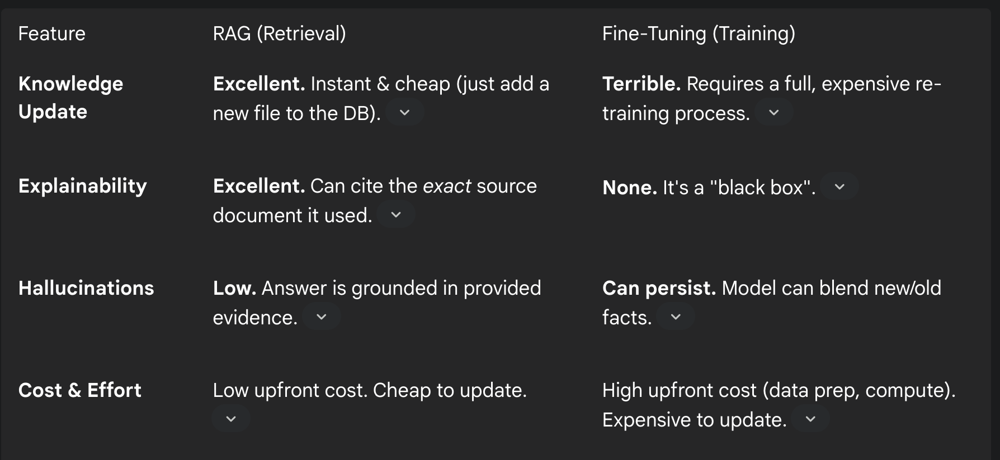 Feature
RAG (Retrieval)
Fine-Tuning (Training)
Knowledge
Update
Excellent. Instant & cheap (just add a
new file to the DB).
Terrible. Requires a full, expensive re-
training process.
Explainability
Excellent. Can cite the exact source
document it used.
None. It's a "black box".
Hallucinations
Low. Answer is grounded in provided
evidence.
Can persist. Model can blend new/old
facts.
Cost & Effort
Low upfront cost. Cheap to update.
High upfront cost (data prep, compute).
Expensive to update.